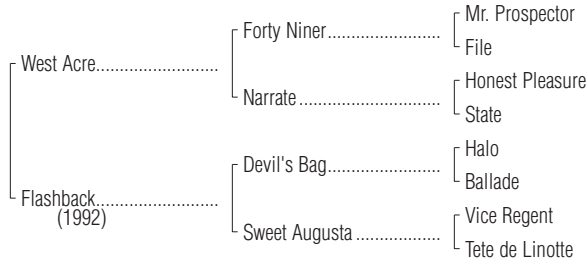 Mr. Prospector
Forty Niner
File
West Acre
Honest Pleasure
Narrate
State
Halo
Devil's Bag
Ballade
Flashback
(1992)
Vice Regent
Sweet Augusta
Tete de Linotte